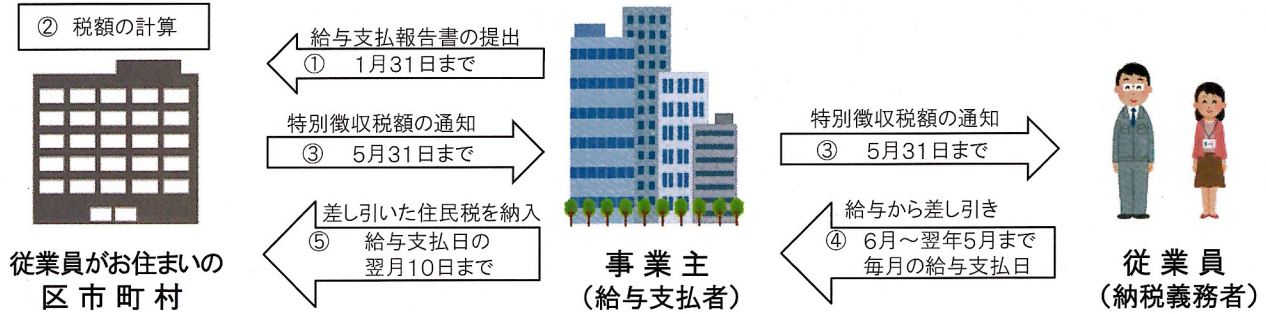 ② 税額の計算
給与支払報告書の提出
① 1月31日まで
特別徴収税額の通知
③ 5月31日まで
特別徴収税額の通知
③ 5月31日まで
差し引いた住民税を納入
⑤ 給与支払日の
翌月10日まで
給与から差し引き
④ 6月～翌年5月まで
毎月の給与支払日
従業員がお住まいの
区市町村
事業主
(給与支払者)
従業員
(納税義務者)